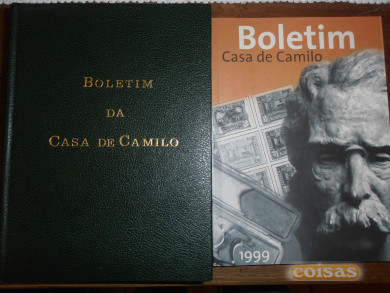 BOLETIM
DA
CASA DE CAMILO
Boletim
Casa de Camilo
1999
coisas